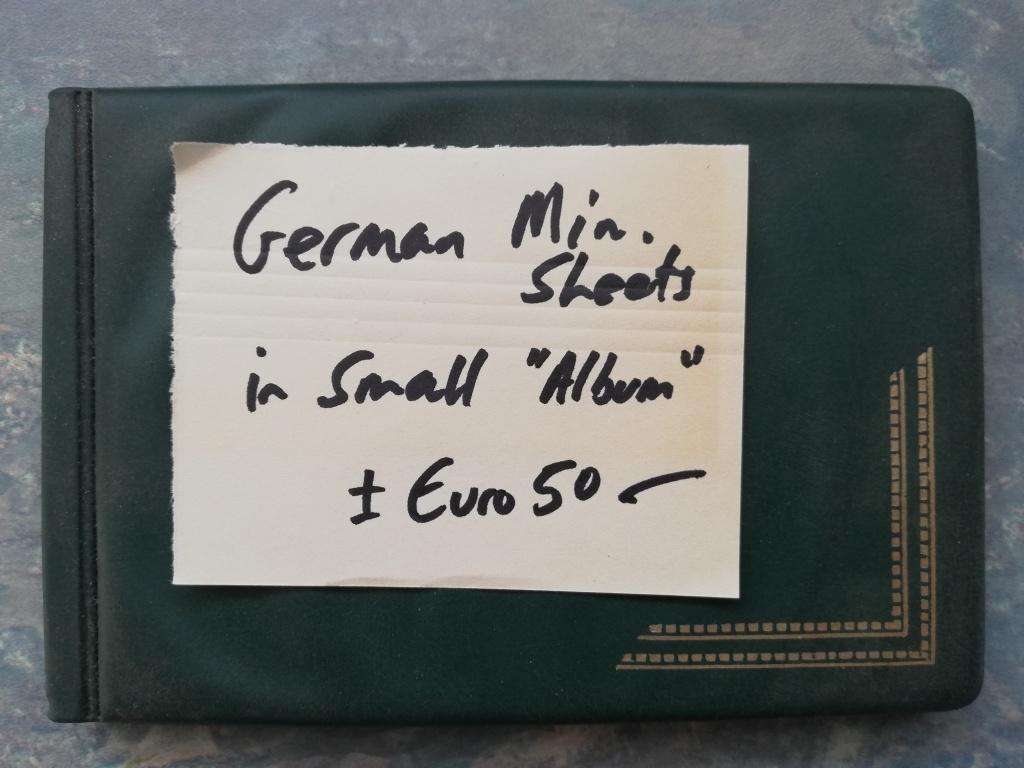 German Min.
Sheets
in Small "Album"
± Euro 50 —